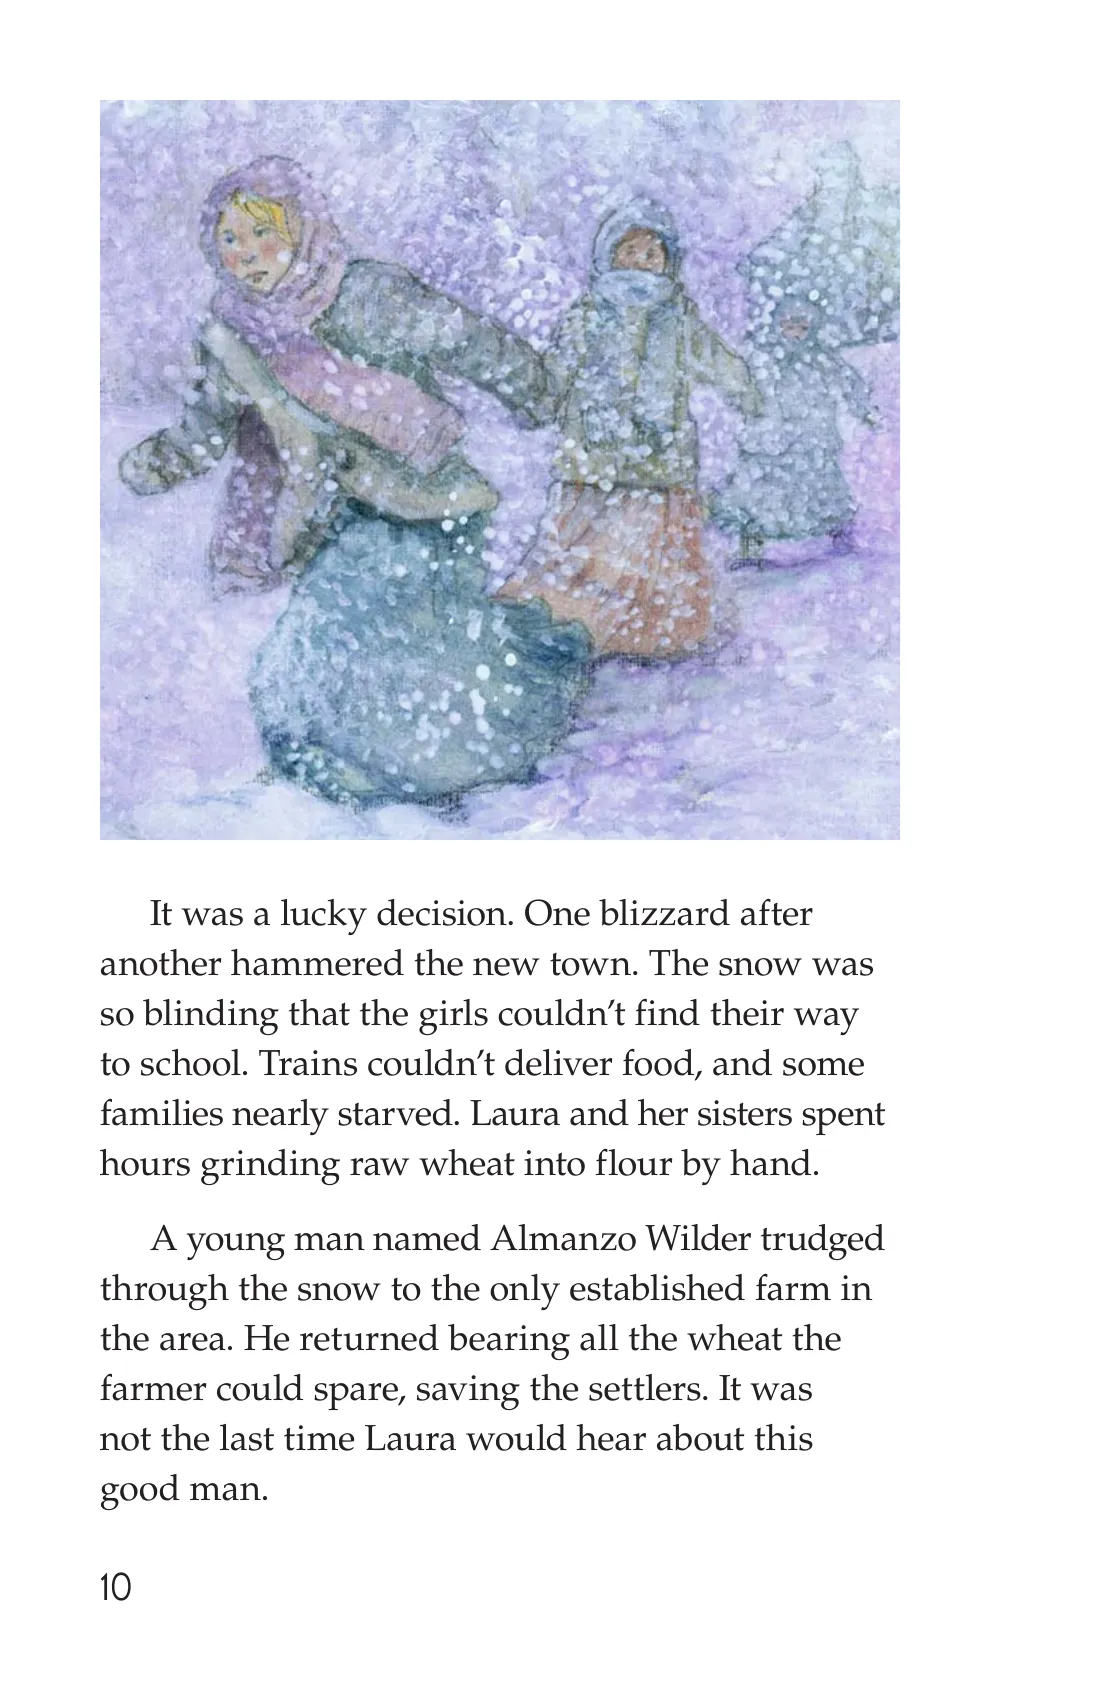 It was a lucky decision. One blizzard after
another hammered the new town. The snow was
so blinding that the girls couldn’t find their way
to school. Trains couldn’t deliver food, and some
families nearly starved. Laura and her sisters spent
hours grinding raw wheat into flour by hand.
A young man named Almanzo Wilder trudged
through the snow to the only established farm in
the area. He returned bearing all the wheat the
farmer could spare, saving the settlers. It was
not the last time Laura would hear about this
good man.
10